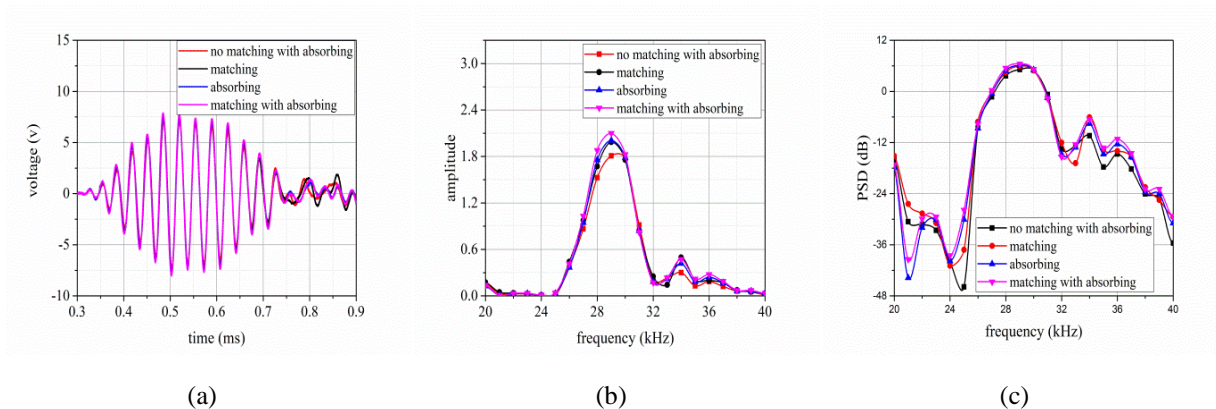 15
10
5
0
-5
-10
voltage (v)
no matching with absorbing
matching
absorbing
matching with absorbing
0.3 0.4 0.5 0.6 0.7 0.8 0.9
time (ms)
(a)
3.0
2.4
1.8
1.2
0.6
0.0
amplitude
no matching with absorbing
matching
absorbing
matching with absorbing
20 24 28 32 36 40
frequency (kHz)
(b)
12
0
-12
-24
-36
-48
PSD (dB)
no matching with absorbing
matching
absorbing
matching with absorbing
20 24 28 32 36 40
frequency (kHz)
(c)